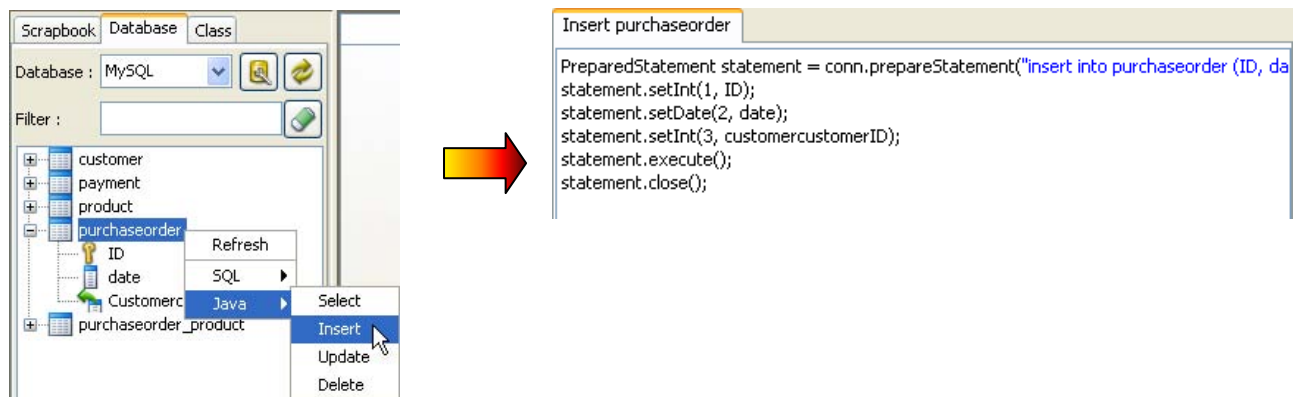 Scrapbook Database Class
Database : MySQL
Filter :
customer
payment
product
purchaseorder
ID
date
Customerc
purchaseorder_product
Refresh
SQL
Java
Select
Insert
Update
Delete
Insert purchaseorder
PreparedStatement statement = conn.prepareStatement("insert into purchaseorder (ID, da
statement.setInt(1, ID);
statement.setDate(2, date);
statement.setInt(3, customercustomerID);
statement.execute();
statement.close();